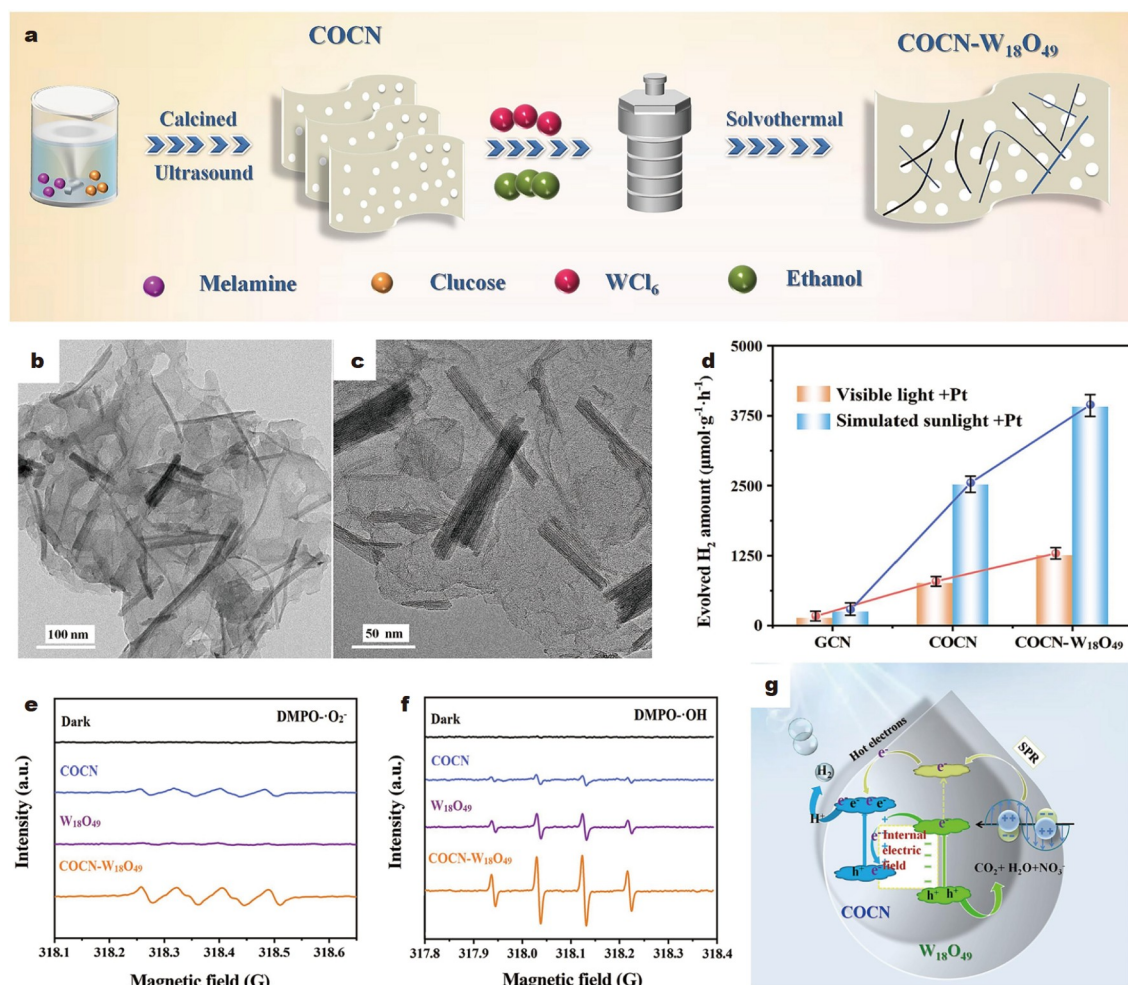 a
COCN
COCN-W₁₈O₄₉
Calcined
Ultrasound
Solvothermal
Melamine
Clucose
WCl₆
Ethanol
b
100 nm
c
50 nm
d
Evolved H₂ amount (μmol·g⁻¹·h⁻¹)
5000
3750
2500
1250
0
Visible light +Pt
Simulated sunlight +Pt
GCN
COCN
COCN-W₁₈O₄₉
e
Intensity (a.u.)
Dark
DMPO-·O₂⁻
COCN
W₁₈O₄₉
COCN-W₁₈O₄₉
318.1 318.2 318.3 318.4 318.5 318.6
Magnetic field (G)
f
Intensity (a.u.)
Dark
DMPO-·OH
COCN
W₁₈O₄₉
COCN-W₁₈O₄₉
317.8 317.9 318.0 318.1 318.2 318.3 318.4
Magnetic field (G)
g
Hot electrons
SPR
e⁻
e⁻
H₂
e⁻ e⁻ e⁻ e⁻
H⁺
e⁻
++
++
+
e⁻
+
Internal
electric
field
+
h⁺ e⁻
CO₂+ H₂O+NO₃⁻
h⁺ h⁺
COCN
W₁₈O₄₉